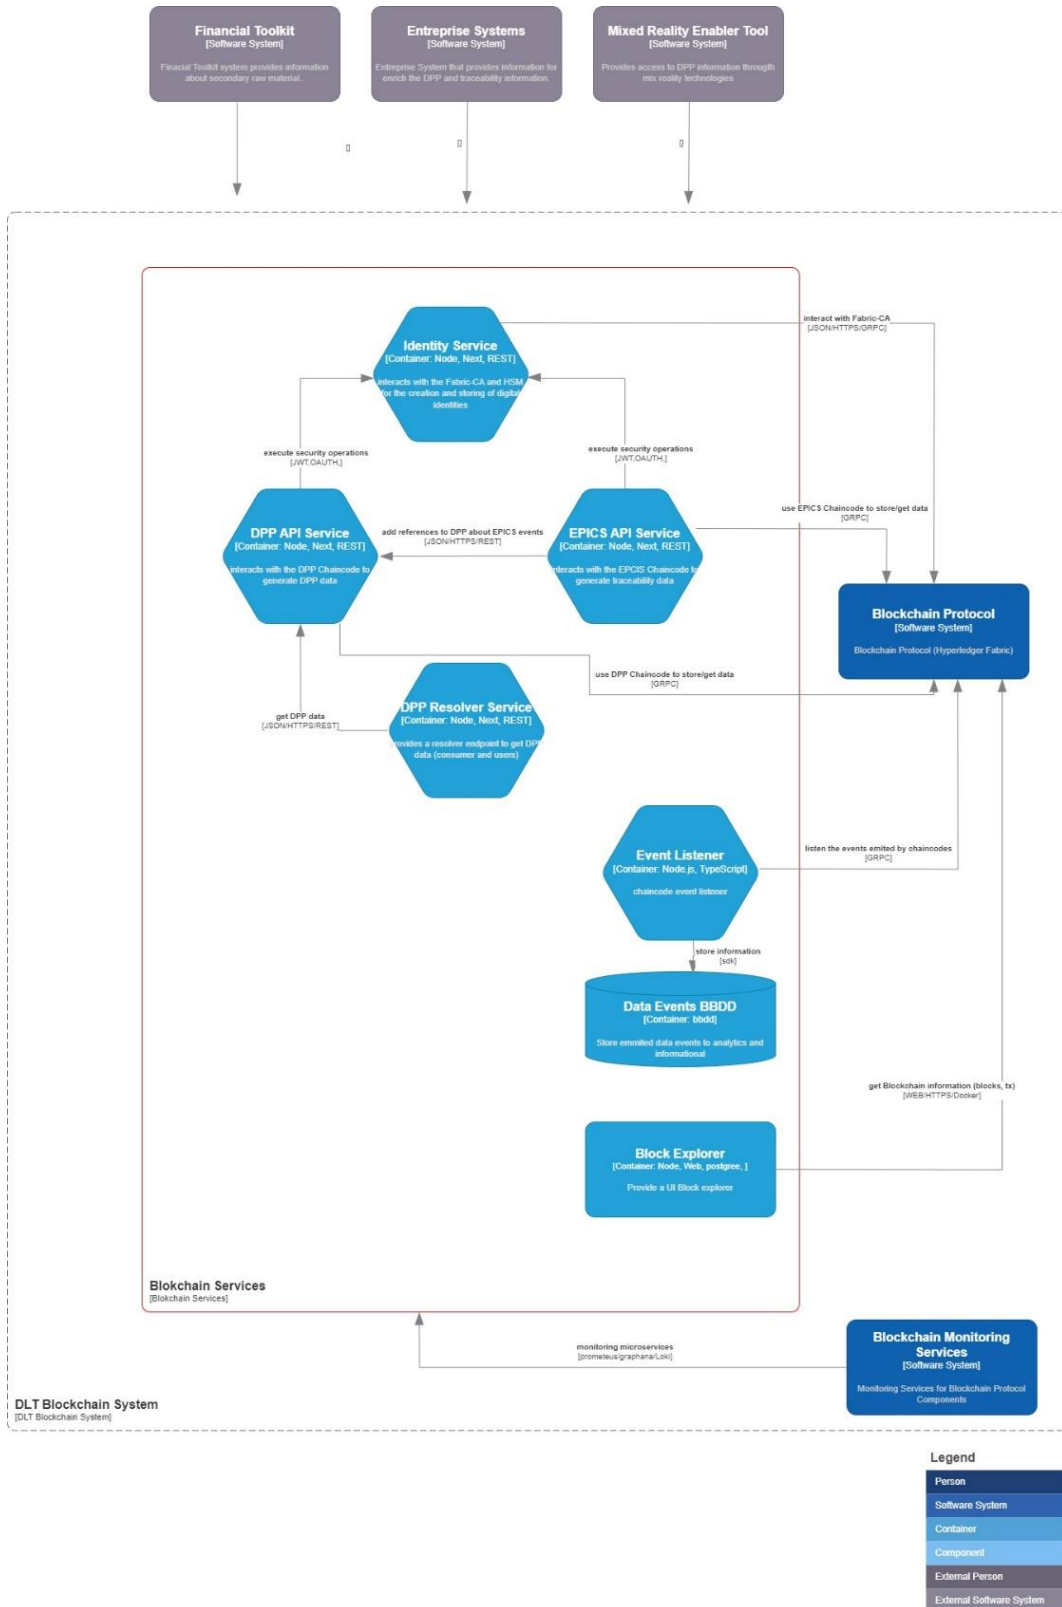 Financial Toolkit
[Software System]
Finacial Toolkit system provides information
about secondary raw material.
Entreprise Systems
[Software System]
Entreprise System that provides information for
enrich the DPP and traceability information.
Mixed Reality Enabler Tool
[Software System]
Provides access to DPP information througth
mix reality technologies
Identity Service
[Container: Node, Next, REST]
interacts with the Fabric-CA and HSM
for the creation and storing of digital
identities
interact with Fabric-CA
[JSON/HTTPS/GRPC]
execute security operations
[JWT,OAUTH,]
execute security operations
[JWT,OAUTH,]
DPP API Service
[Container: Node, Next, REST]
interacts with the DPP Chaincode to
generate DPP data
add references to DPP about EPICS events
[JSON/HTTPS/REST]
EPICS API Service
[Container: Node, Next, REST]
interacts with the EPCIS Chaincode to
generate traceability data
use EPICS Chaincode to store/get data
[GRPC]
Blockchain Protocol
[Software System]
Blockchain Protocol (Hyperledger Fabric)
use DPP Chaincode to store/get data
[GRPC]
get DPP data
[JSON/HTTPS/REST]
DPP Resolver Service
[Container: Node, Next, REST]
provides a resolver endpoint to get DPP
data (consumer and users)
Event Listener
[Container: Node.js, TypeScript]
chaincode event listener
listen the events emited by chaincodes
[GRPC]
store information
[sdk]
Data Events BBDD
[Container: bbdd]
Store emmited data events to analytics and
informational
get Blockchain information (blocks, tx)
[WEB/HTTPS/Docker]
Block Explorer
[Container: Node, Web, postgree, ]
Provide a UI Block explorer
Blokchain Services
[Blokchain Services]
monitoring microservices
[prometeus/graphana/Loki]
Blockchain Monitoring
Services
[Software System]
Monitoring Services for Blockchain Protocol
Components
DLT Blockchain System
[DLT Blockchain System]
Legend
Person
Software System
Container
Component
External Person
External Software System